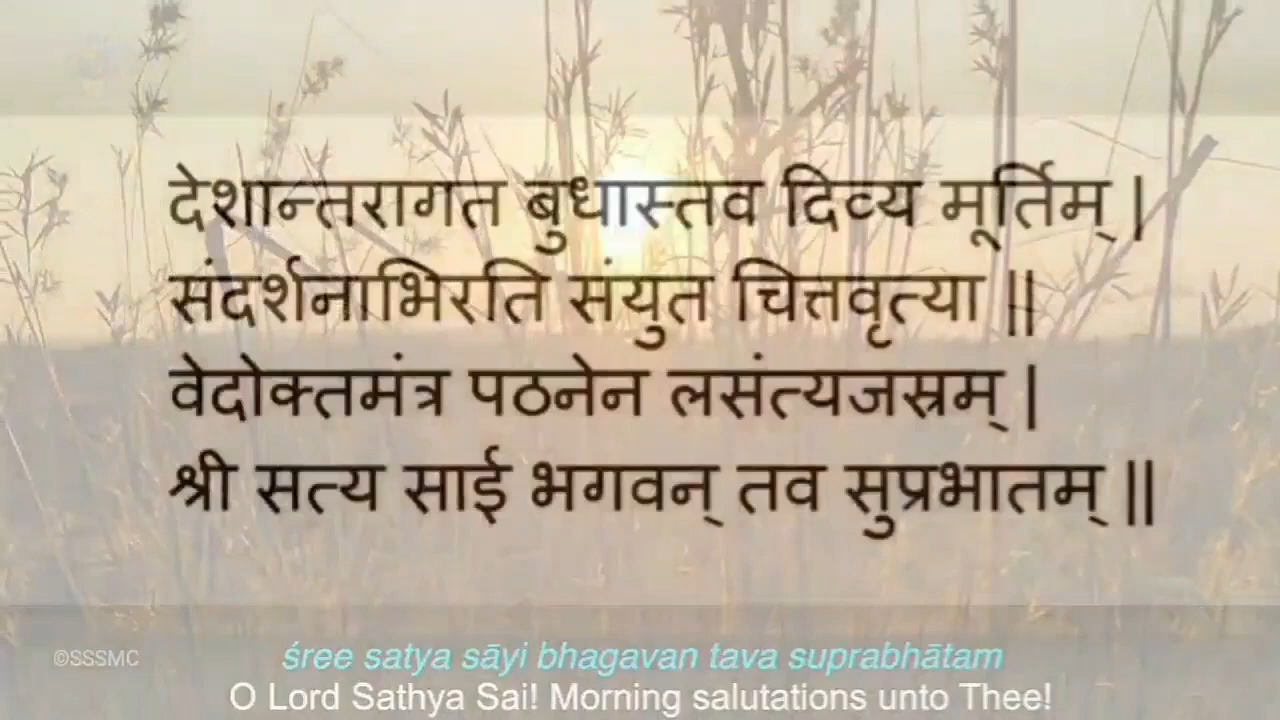 देशान्तरागत बुधास्तव दिव्य मूर्तिम् |
संदर्शनाभिरति संयुत चित्तवृत्या ||
वेदोक्तमंत्र पठनेन लसंत्यजस्रम् |
श्री सत्य साई भगवन् तव सुप्रभातम् ||
©SSSMC
śree satya sāyi bhagavan tava suprabhātam
O Lord Sathya Sai! Morning salutations unto Thee!